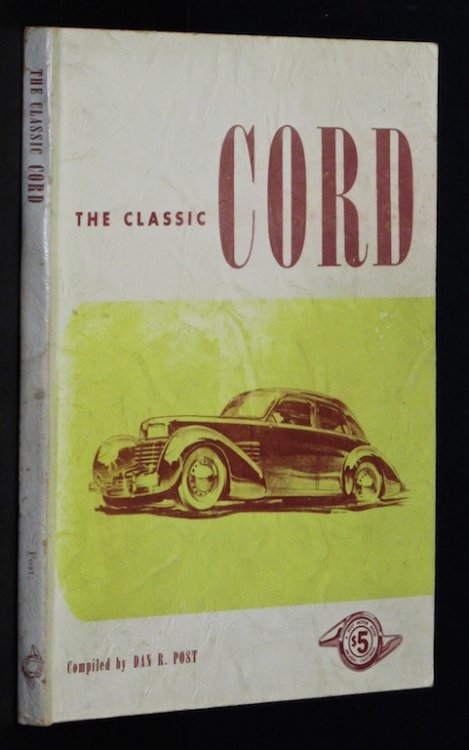 THE CLASSIC CORD
POST
THE CLASSIC CORD
Compiled by DAN R. POST
$5